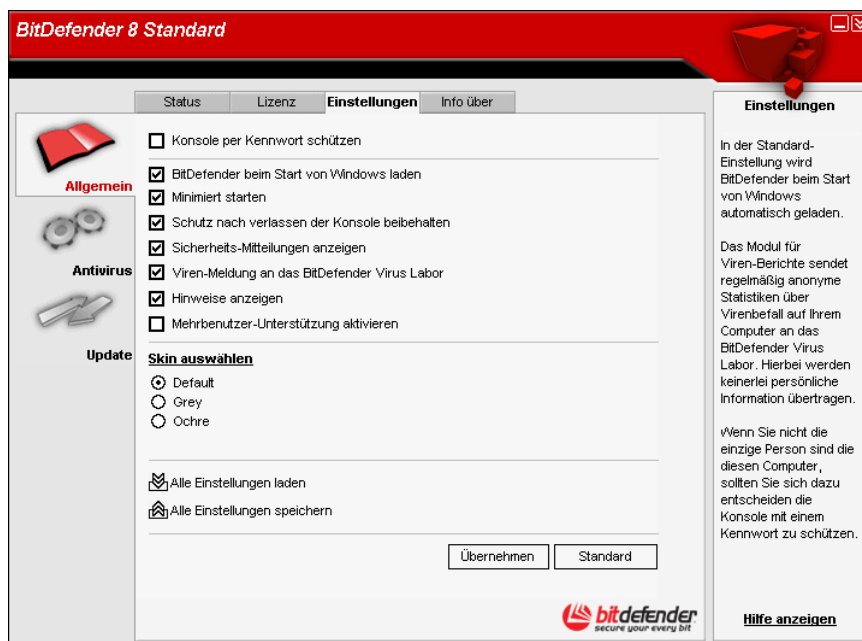 BitDefender 8 Standard
Status
Lizenz
Einstellungen
Info über
Allgemein
Antivirus
Update
Konsole per Kennwort schützen
BitDefender beim Start von Windows laden
Minimiert starten
Schutz nach verlassen der Konsole beibehalten
Sicherheits-Mitteilungen anzeigen
Viren-Meldung an das BitDefender Virus Labor
Hinweise anzeigen
Mehrbenutzer-Unterstützung aktivieren
Skin auswählen
Default
Grey
Ochre
Alle Einstellungen laden
Alle Einstellungen speichern
Übernehmen
Standard
bitdefender
secure your every bit
Einstellungen
In der Standard-
Einstellung wird
BitDefender beim Start
von Windows
automatisch geladen.
Das Modul für
Viren-Berichte sendet
regelmäßig anonyme
Statistiken über
Virenbefall auf Ihrem
Computer an das
BitDefender Virus
Labor. Hierbei werden
keinerlei persönliche
Information übertragen.
Wenn Sie nicht die
einzige Person sind die
diesen Computer,
sollten Sie sich dazu
entscheiden die
Konsole mit einem
Kennwort zu schützen.
Hilfe anzeigen